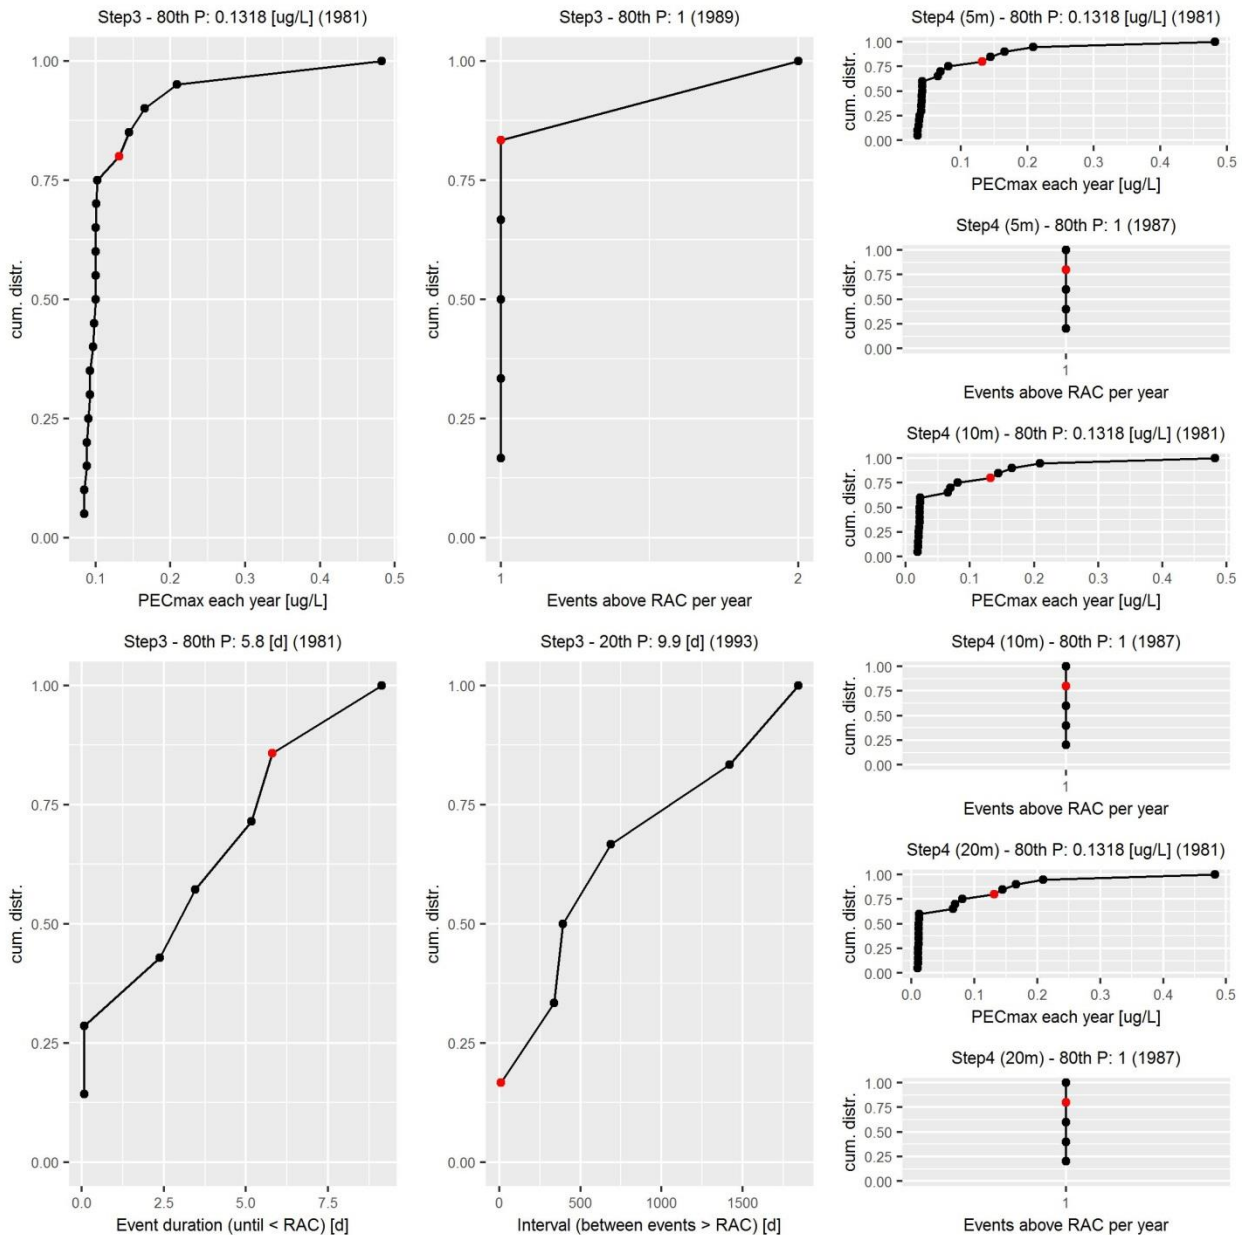 Step3 - 80th P: 0.1318 [ug/L] (1981)
cum. distr.
1.00
0.75
0.50
0.25
0.00
0.1 0.2 0.3 0.4 0.5
PECmax each year [ug/L]
Step3 - 80th P: 1 (1989)
cum. distr.
1.00
0.75
0.50
0.25
0.00
1 2
Events above RAC per year
Step4 (5m) - 80th P: 0.1318 [ug/L] (1981)
cum. distr.
1.00
0.75
0.50
0.25
0.00
0.1 0.2 0.3 0.4 0.5
PECmax each year [ug/L]
Step4 (5m) - 80th P: 1 (1987)
cum. distr.
1.00
0.75
0.50
0.25
0.00
1
Events above RAC per year
Step4 (10m) - 80th P: 0.1318 [ug/L] (1981)
cum. distr.
1.00
0.75
0.50
0.25
0.00
0.0 0.1 0.2 0.3 0.4 0.5
PECmax each year [ug/L]
Step3 - 80th P: 5.8 [d] (1981)
cum. distr.
1.00
0.75
0.50
0.25
0.00
0.0 2.5 5.0 7.5
Event duration (until < RAC) [d]
Step3 - 20th P: 9.9 [d] (1993)
cum. distr.
1.00
0.75
0.50
0.25
0.00
0 500 1000 1500
Interval (between events > RAC) [d]
Step4 (10m) - 80th P: 1 (1987)
cum. distr.
1.00
0.75
0.50
0.25
0.00
1
Events above RAC per year
Step4 (20m) - 80th P: 0.1318 [ug/L] (1981)
cum. distr.
1.00
0.75
0.50
0.25
0.00
0.0 0.1 0.2 0.3 0.4 0.5
PECmax each year [ug/L]
Step4 (20m) - 80th P: 1 (1987)
cum. distr.
1.00
0.75
0.50
0.25
0.00
1
Events above RAC per year